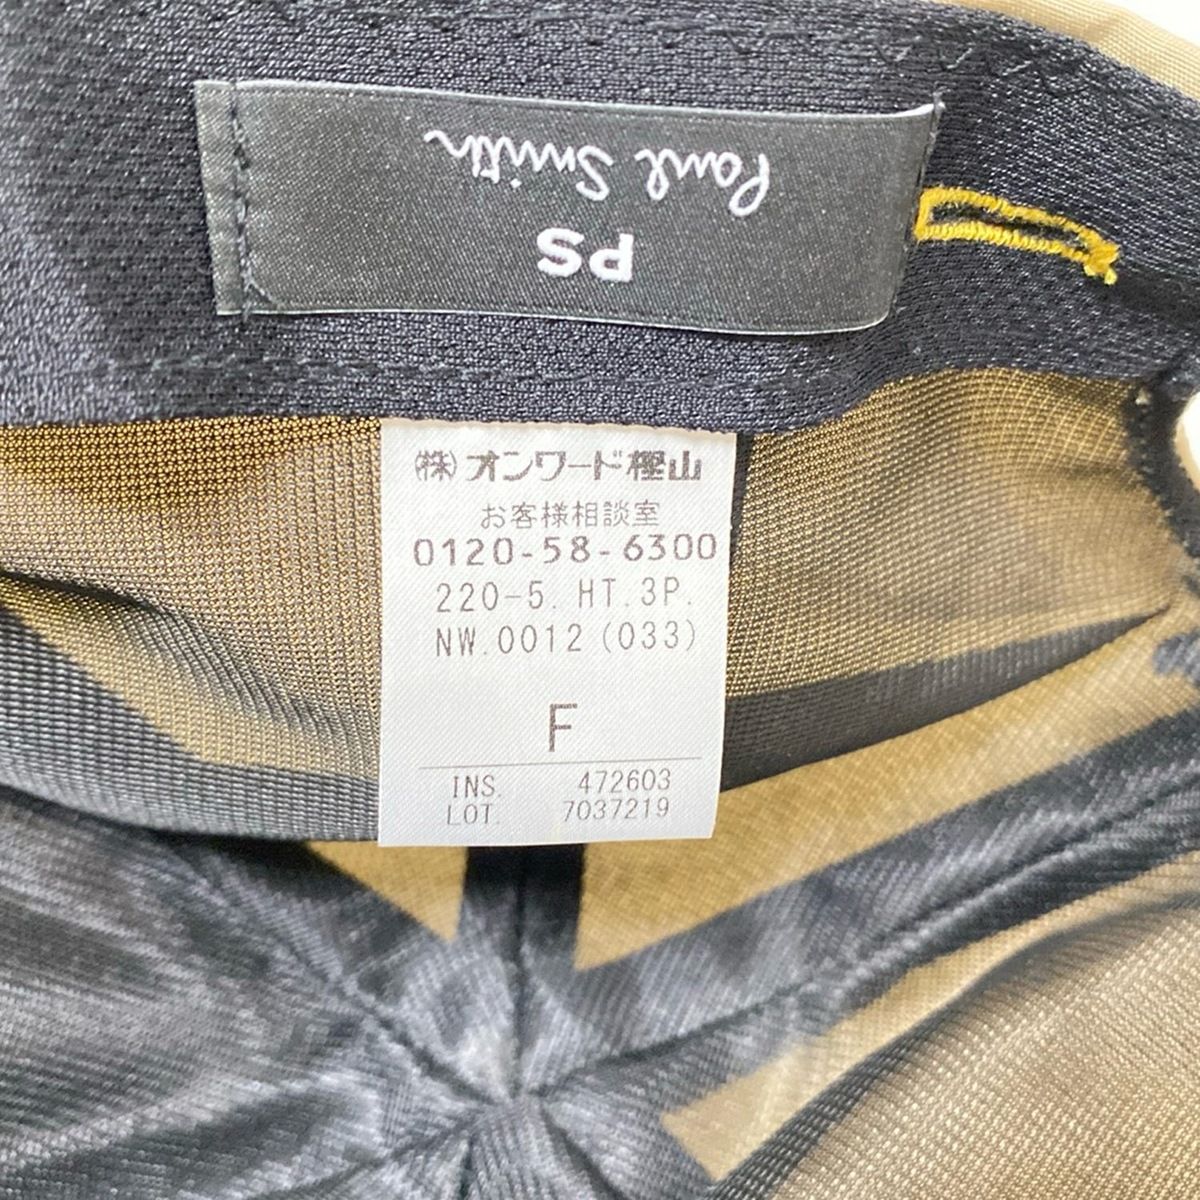 PS
Paul Smith
(株)オンワード樫山
お客様相談室
0120-58-6300
220-5. HT. 3P.
NW. 0012 (033)
F
INS. 472603
LOT. 7037219